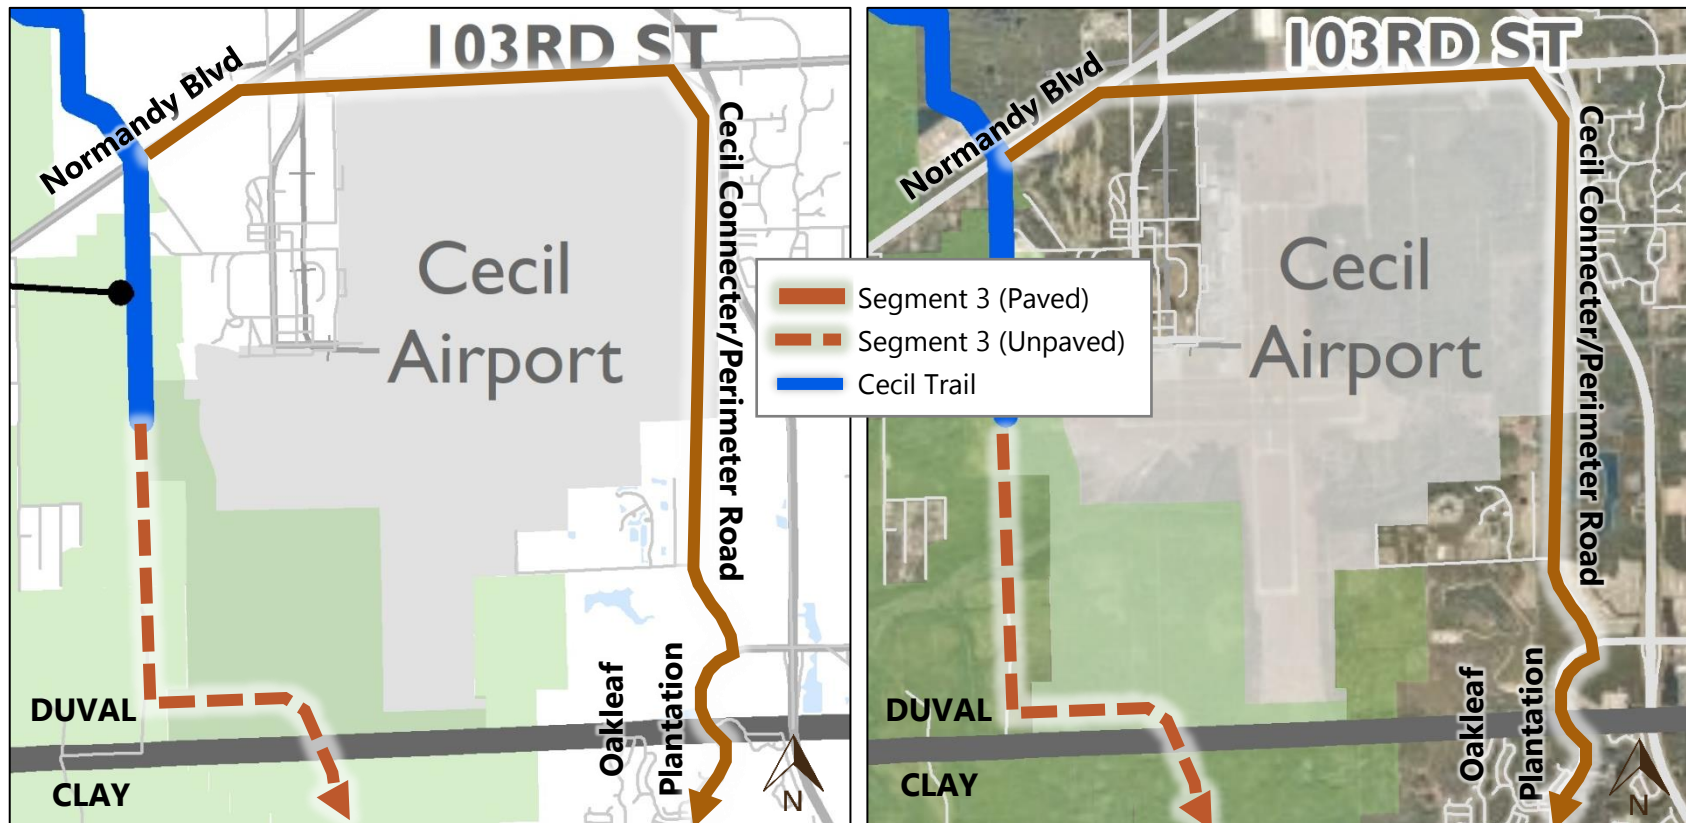 103RD ST
Normandy Blvd
Cecil Connecter/Perimeter Road
Cecil
Airport
Oakleaf
Plantation
DUVAL
CLAY
N
Segment 3 (Paved)
Segment 3 (Unpaved)
Cecil Trail
103RD ST
Normandy Blvd
Cecil Connecter/Perimeter Road
Cecil
Airport
Oakleaf
Plantation
DUVAL
CLAY
N